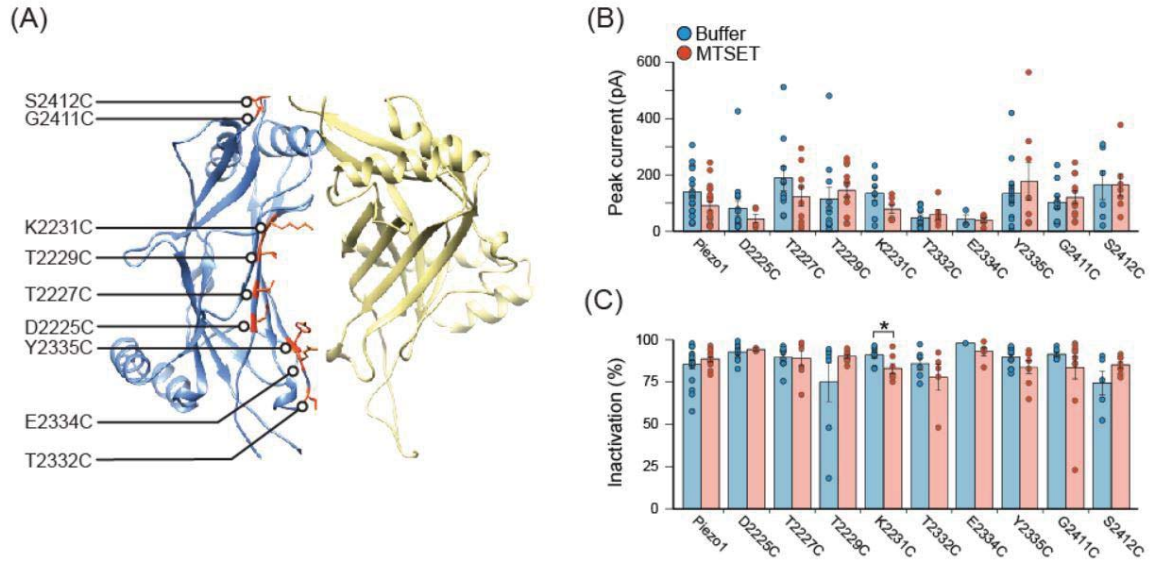 (A)
S2412C
G2411C
K2231C
T2229C
T2227C
D2225C
Y2335C
E2334C
T2332C
(B)
Buffer
MTSET
Peak current (pA)
600
400
200
0
Piezo1
D2225C
T2227C
T2229C
K2231C
T2332C
E2334C
Y2335C
G2411C
S2412C
(C)
*
Inactivation (%)
100
75
50
25
0
Piezo1
D2225C
T2227C
T2229C
K2231C
T2332C
E2334C
Y2335C
G2411C
S2412C